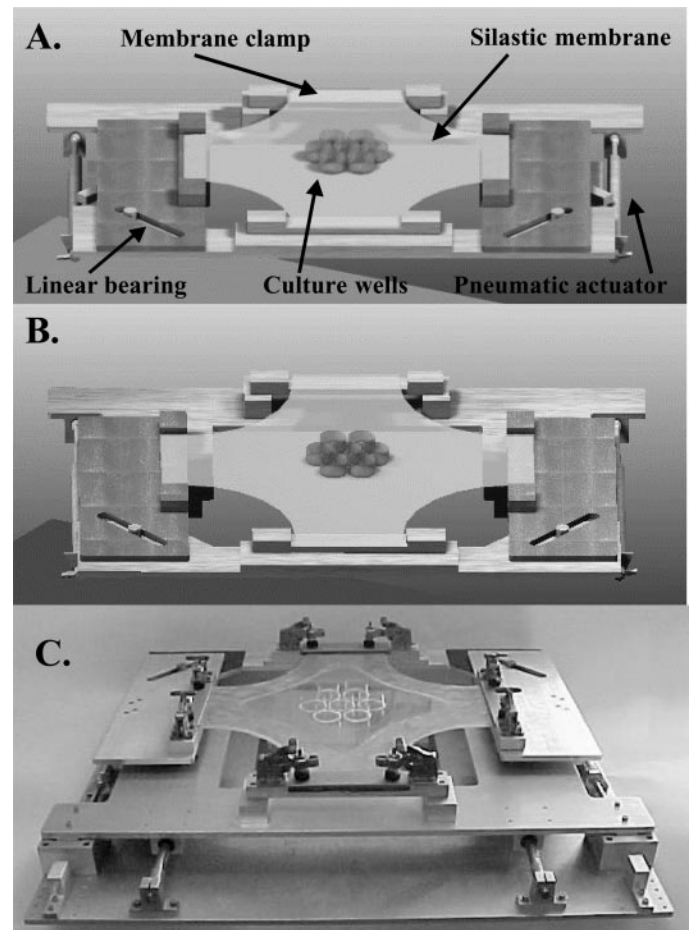 A.
Membrane clamp
Silastic membrane
Linear bearing
Culture wells
Pneumatic actuator
B.
C.